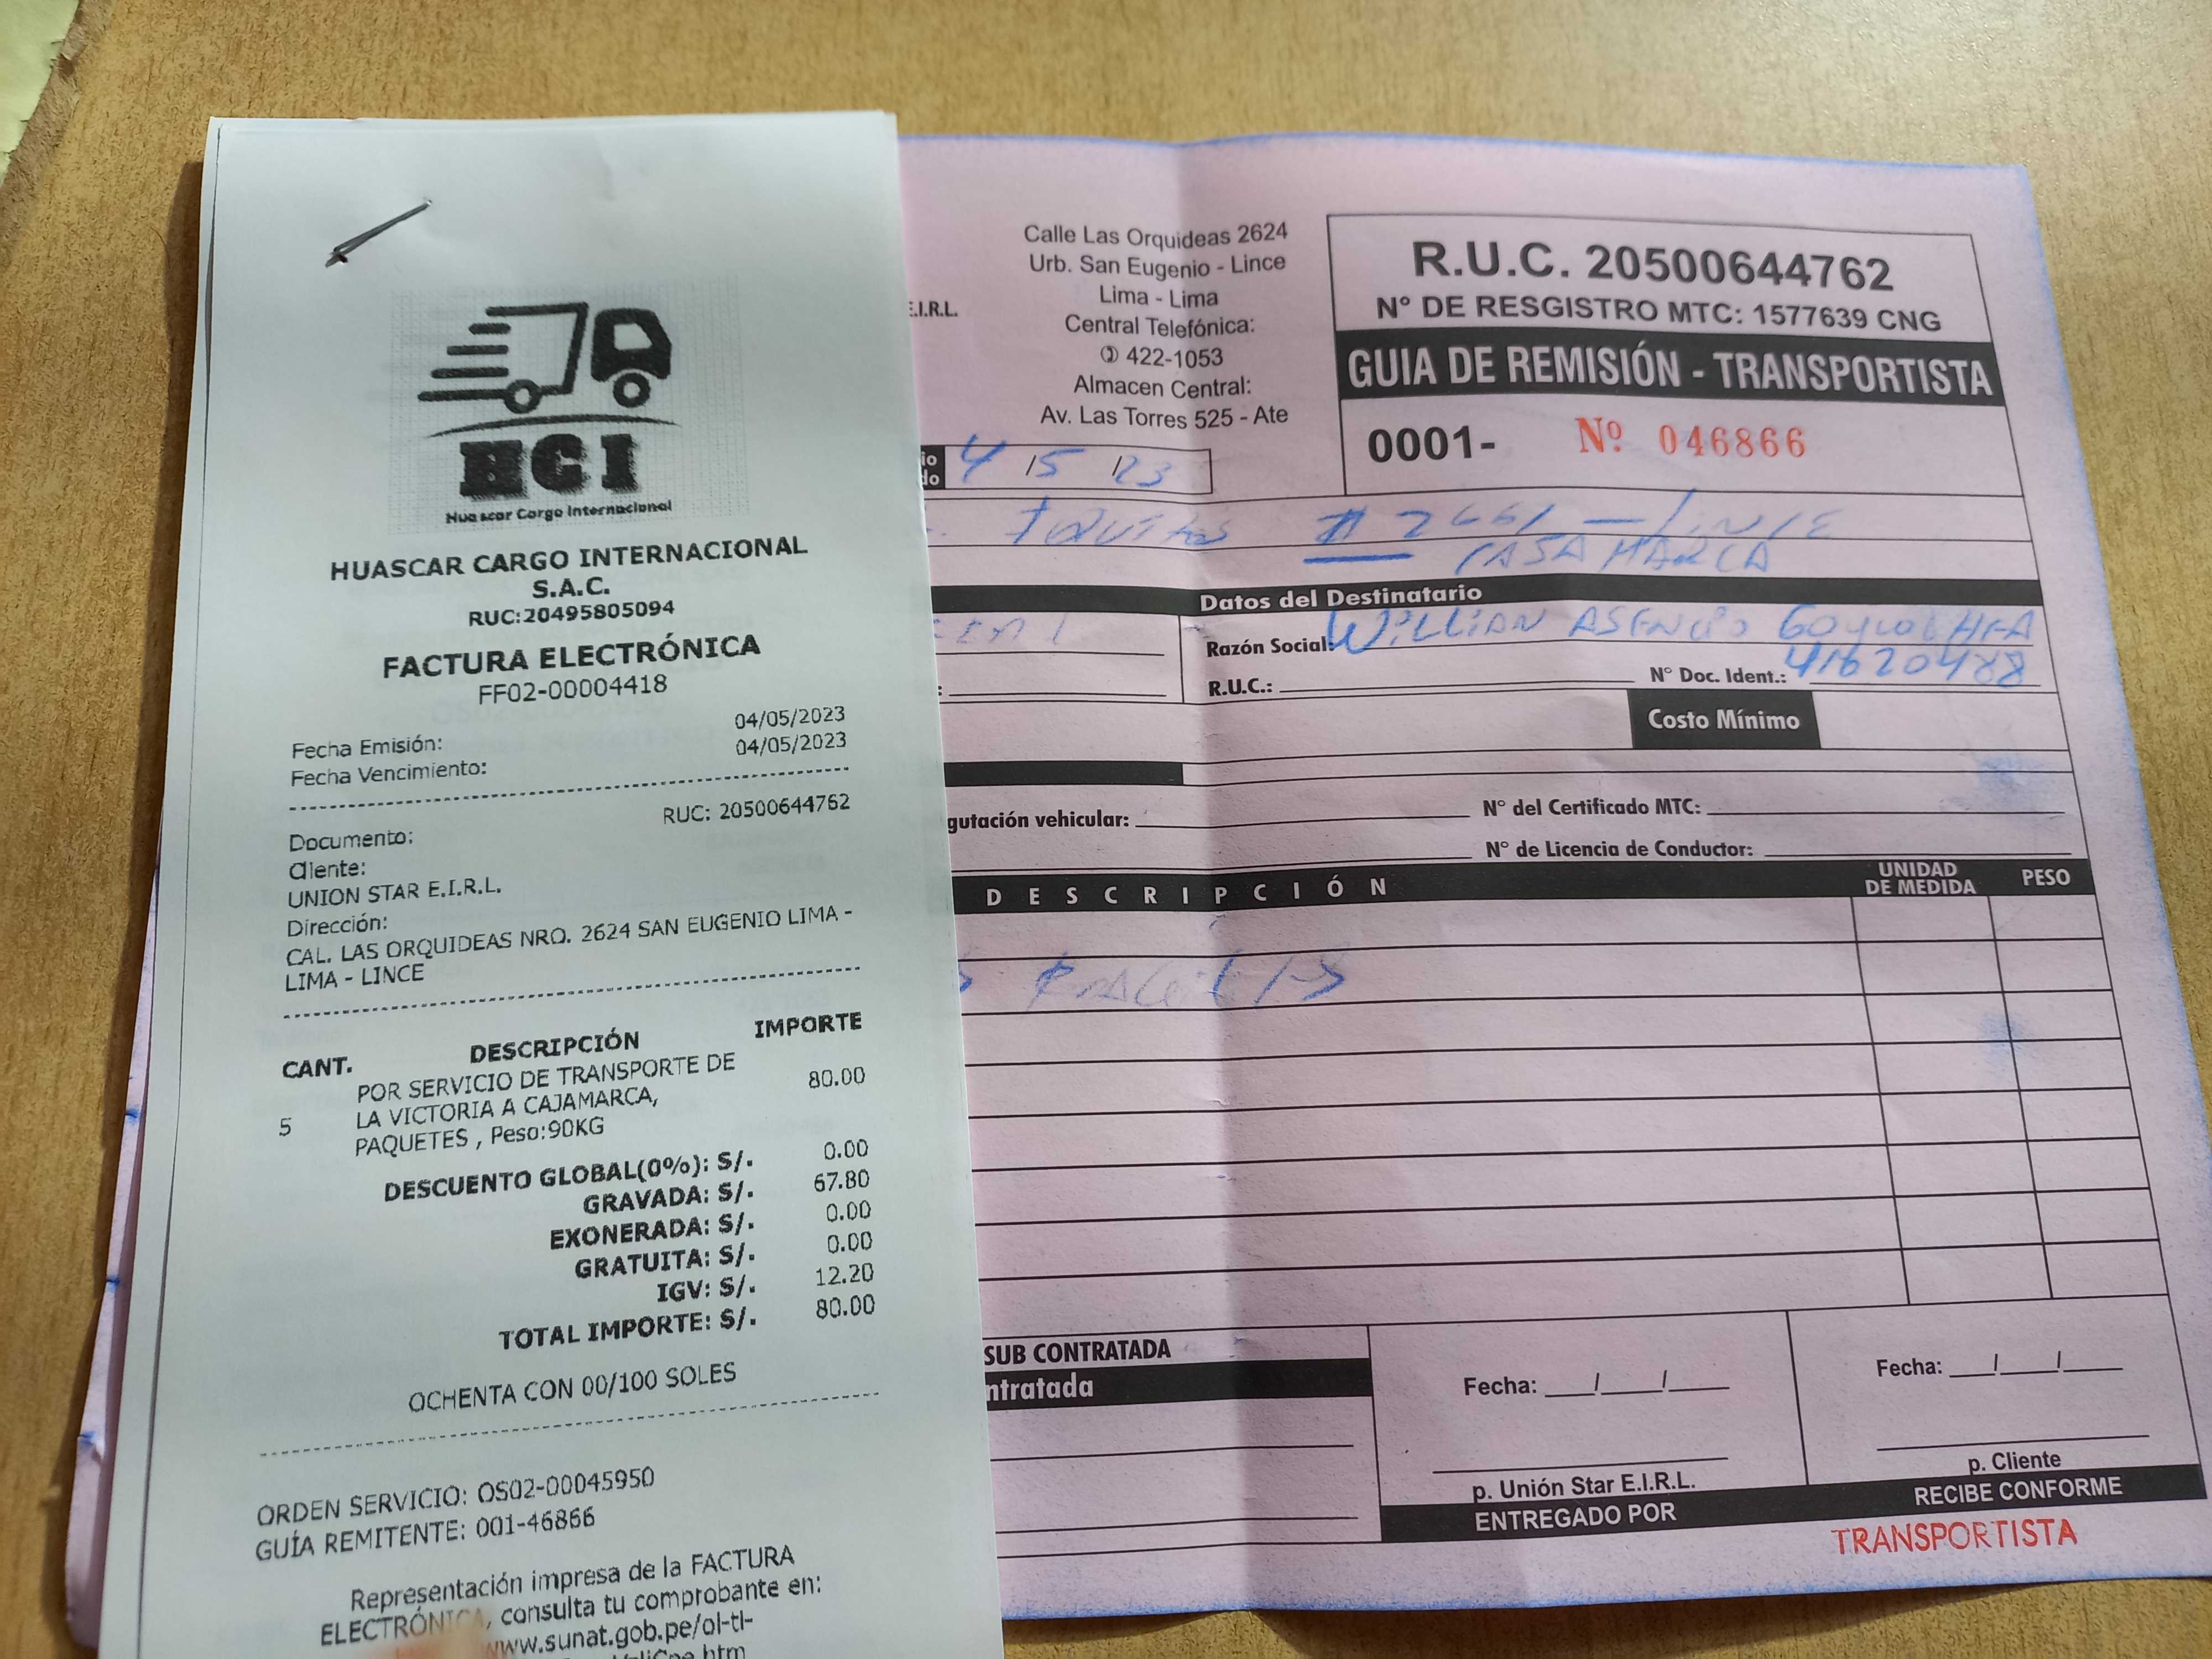 HCI
Huascar Cargo Internacional
HUASCAR CARGO INTERNACIONAL
S.A.C.
RUC:20495805094
FACTURA ELECTRÓNICA
FF02-00004418
Fecha Emisión: 04/05/2023
Fecha Vencimiento: 04/05/2023
Documento: RUC: 20500644762
Cliente:
UNION STAR E.I.R.L.
Dirección:
CAL. LAS ORQUIDEAS NRO. 2624 SAN EUGENIO LIMA -
LIMA - LINCE
CANT. DESCRIPCIÓN IMPORTE
POR SERVICIO DE TRANSPORTE DE 80.00
5 LA VICTORIA A CAJAMARCA,
PAQUETES , Peso:90KG
DESCUENTO GLOBAL(0%): S/. 0.00
GRAVADA: S/. 67.80
EXONERADA: S/. 0.00
GRATUITA: S/. 0.00
IGV: S/. 12.20
TOTAL IMPORTE: S/. 80.00
OCHENTA CON 00/100 SOLES
ORDEN SERVICIO: OS02-00045950
GUÍA REMITENTE: 001-46866
Representación impresa de la FACTURA
ELECTRÓNICA, consulta tu comprobante en:
www.sunat.gob.pe/ol-ti-
E.I.R.L.
Calle Las Orquideas 2624
Urb. San Eugenio - Lince
Lima - Lima
Central Telefónica:
422-1053
Almacen Central:
Av. Las Torres 525 - Ate
R.U.C. 20500644762
N° DE RESGISTRO MTC: 1577639 CNG
GUIA DE REMISIÓN - TRANSPORTISTA
0001- Nº 046866
4 / 5 / 23
# 2
Datos del Destinatario
Razón Social: WILLIAN ASENCIO
R.U.C.: N° Doc. Ident.: 41620488
Costo Mínimo
gutación vehicular: N° del Certificado MTC:
N° de Licencia de Conductor:
DESCRIPCIÓN UNIDAD DE MEDIDA PESO
SUB CONTRATADA
ntratada
Fecha: / /
p. Unión Star E.I.R.L.
ENTREGADO POR
Fecha: / /
p. Cliente
RECIBE CONFORME
TRANSPORTISTA